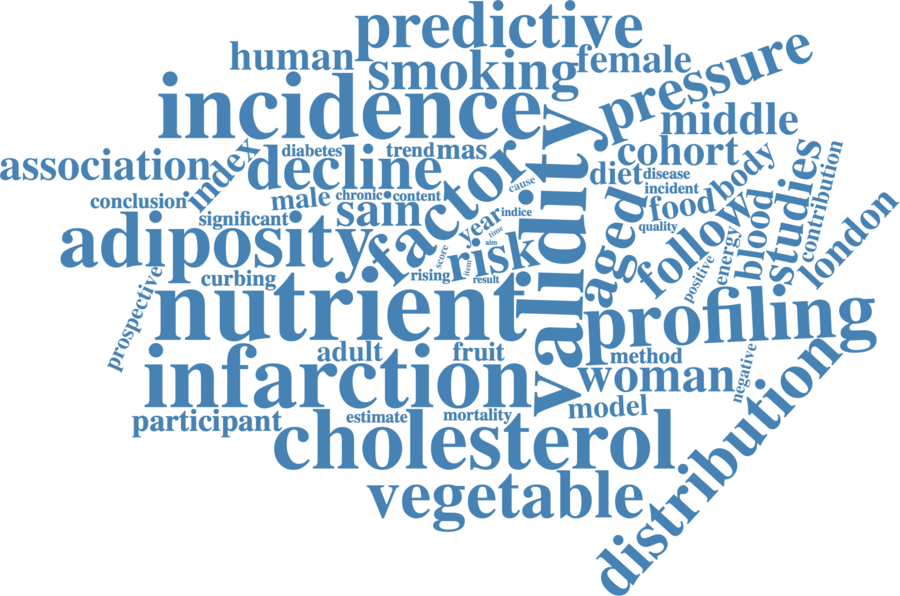 predictive
human
smoking
female
pressure
incidence
middle
association
index
diabetes
trend
mas
decline
cohort
diet
disease
body
studies
contribution
conclusion
male
chronic
content
cause
incident
significant
sain
factory
validity
aged
food
follow
blood
london
adiposity
year
indice
time
aim
quality
energy
positive
risk
score
item
result
rising
curbing
prospective
nutrient
profiling
adult
fruit
method
negative
infarction
woman
model
participant
estimate
mortality
cholesterol
distribution
vegetable